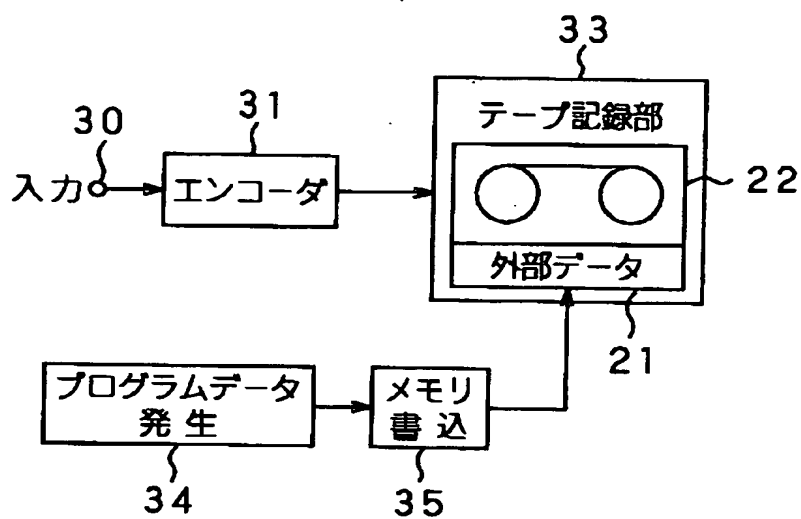 33
テープ記録部
31
30
入力
エンコーダ
22
外部データ
21
プログラムデータ
発生
メモリ
書込
34
35